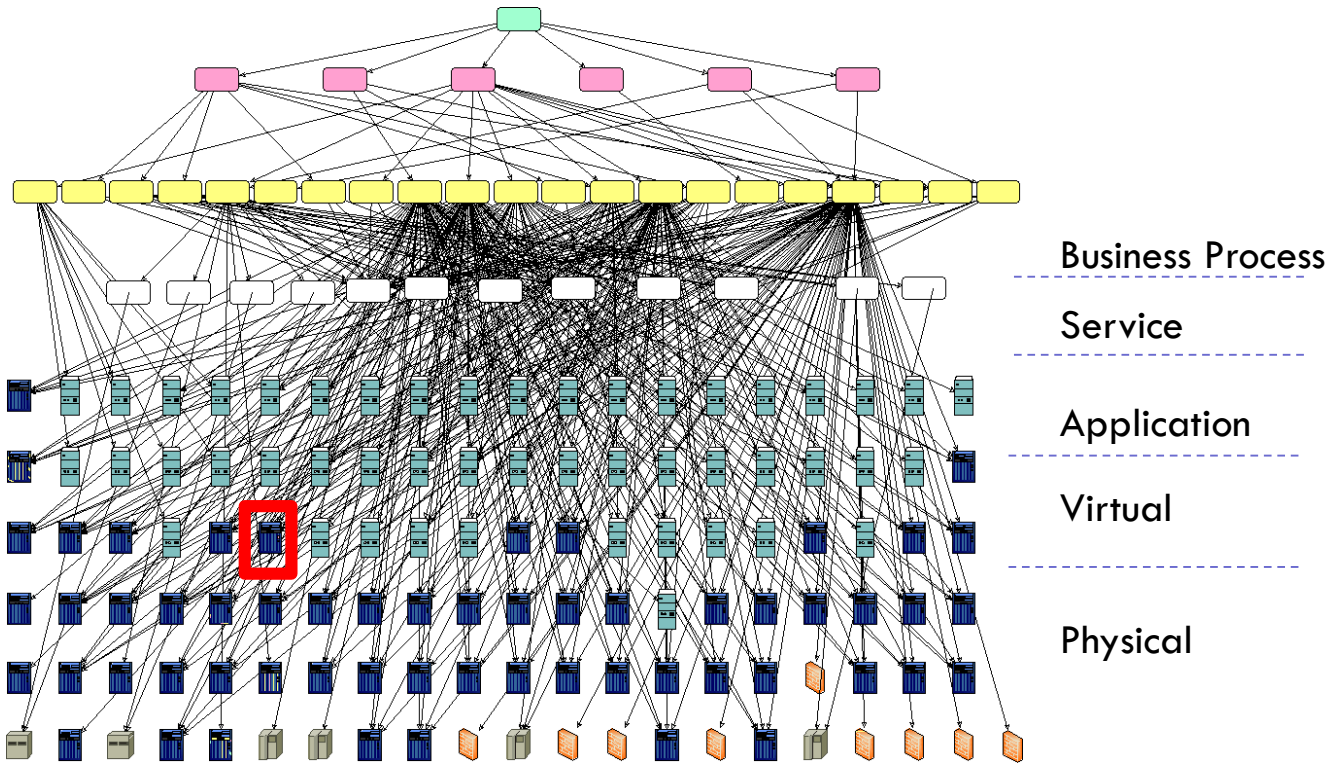 Business Process
Service
Application
Virtual
Physical